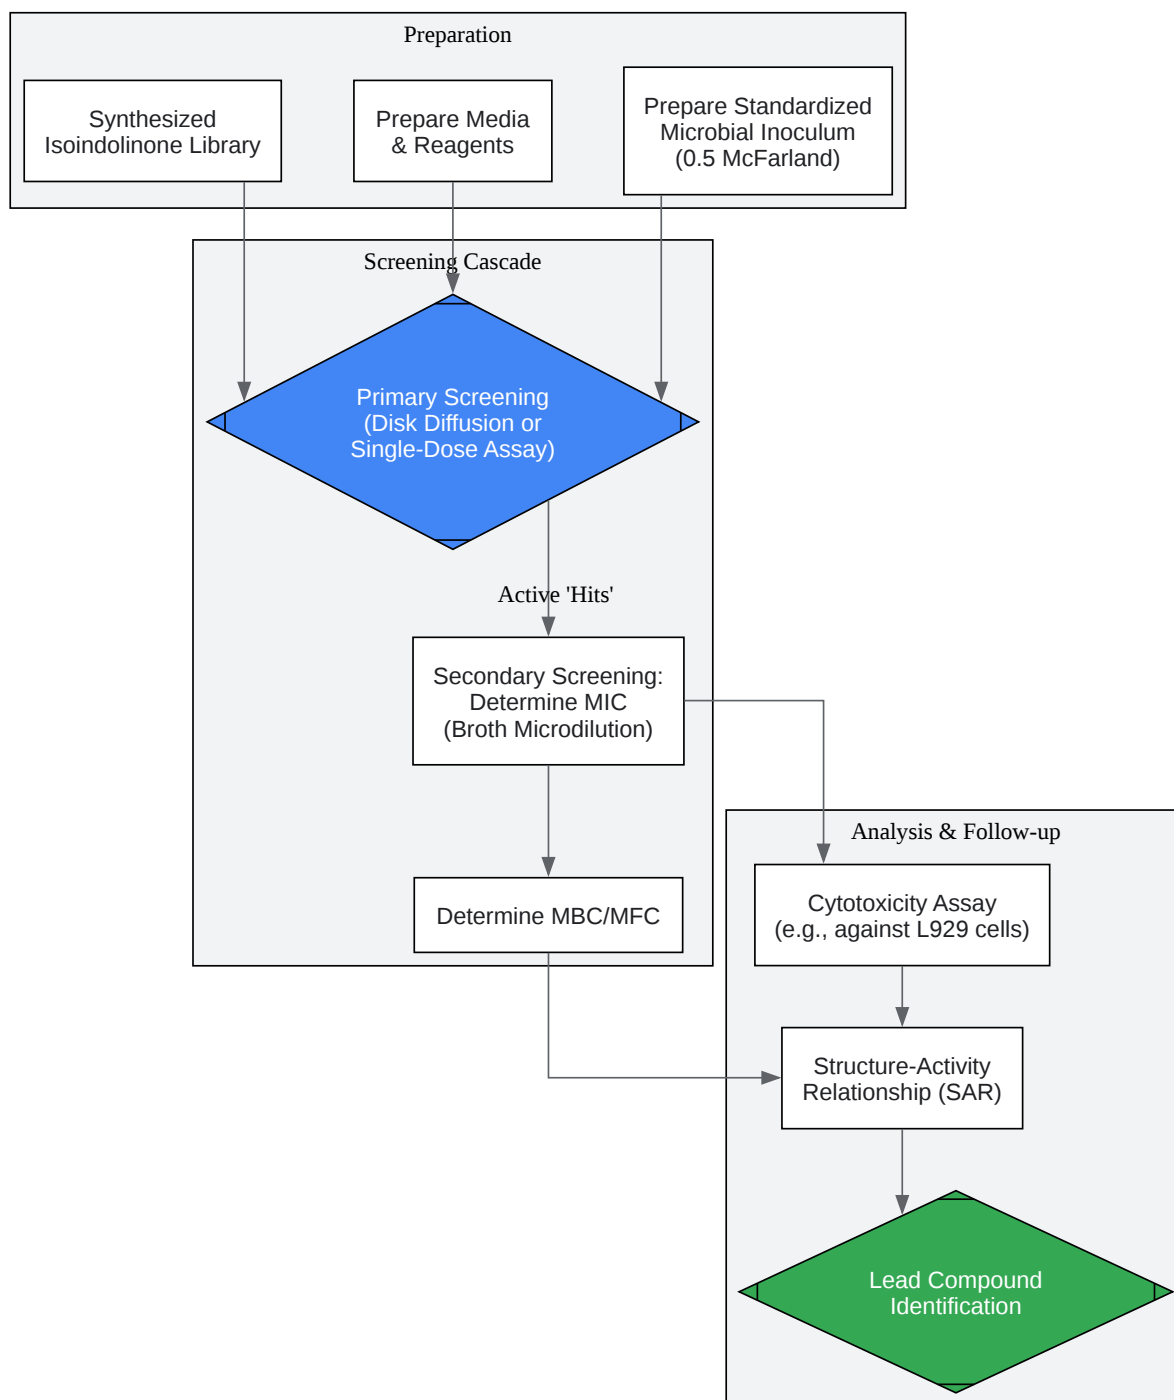 Preparation
Synthesized
Isoindolinone Library
Prepare Media
& Reagents
Prepare Standardized
Microbial Inoculum
(0.5 McFarland)
Screening Cascade
Primary Screening
(Disk Diffusion or
Single-Dose Assay)
Active 'Hits'
Secondary Screening:
Determine MIC
(Broth Microdilution)
Determine MBC/MFC
Analysis & Follow-up
Cytotoxicity Assay
(e.g., against L929 cells)
Structure-Activity
Relationship (SAR)
Lead Compound
Identification